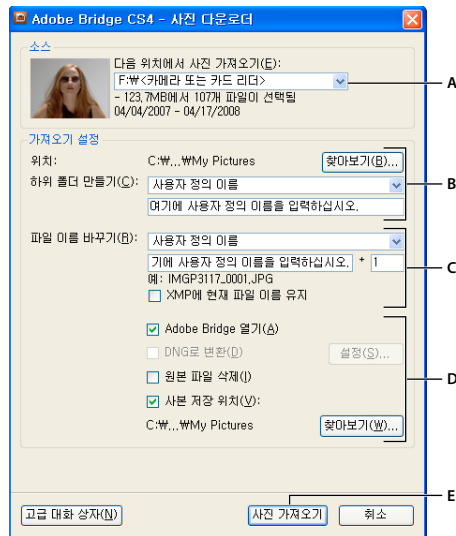 Adobe Bridge CS4 - 사진 다운로더
소스
다음 위치에서 사진 가져오기(E):
F:₩<카메라 또는 카드 리더>
- 123,7MB에서 107개 파일이 선택됨
04/04/2007 - 04/17/2008
A
가져오기 설정
위치:
C:₩...₩My Pictures
찾아보기(B)...
하위 폴더 만들기(C):
사용자 정의 이름
B
여기에 사용자 정의 이름을 입력하십시오.
파일 이름 바꾸기(R):
사용자 정의 이름
기에 사용자 정의 이름을 입력하십시오. + 1
C
예: IMGP3117_0001.JPG
XMP에 현재 파일 이름 유지
Adobe Bridge 열기(A)
DNG로 변환(D)
설정(S)...
원본 파일 삭제(I)
D
사본 저장 위치(V):
C:₩...₩My Pictures
찾아보기(W)...
E
고급 대화 상자(N)
사진 가져오기
취소